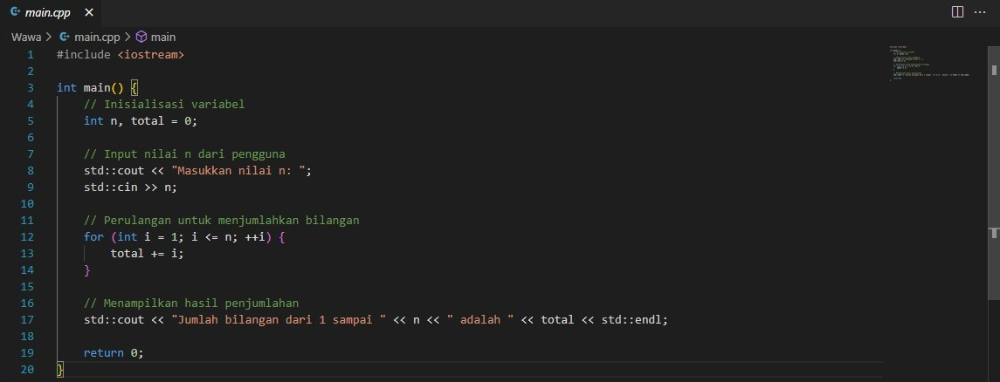 main.cpp
Wawa > main.cpp > main
1 #include <iostream>
2
3 int main() {
4     // Inisialisasi variabel
5     int n, total = 0;
6
7     // Input nilai n dari pengguna
8     std::cout << "Masukkan nilai n: ";
9     std::cin >> n;
10
11     // Perulangan untuk menjumlahkan bilangan
12     for (int i = 1; i <= n; ++i) {
13         total += i;
14     }
15
16     // Menampilkan hasil penjumlahan
17     std::cout << "Jumlah bilangan dari 1 sampai " << n << " adalah " << total << std::endl;
18
19     return 0;
20 }